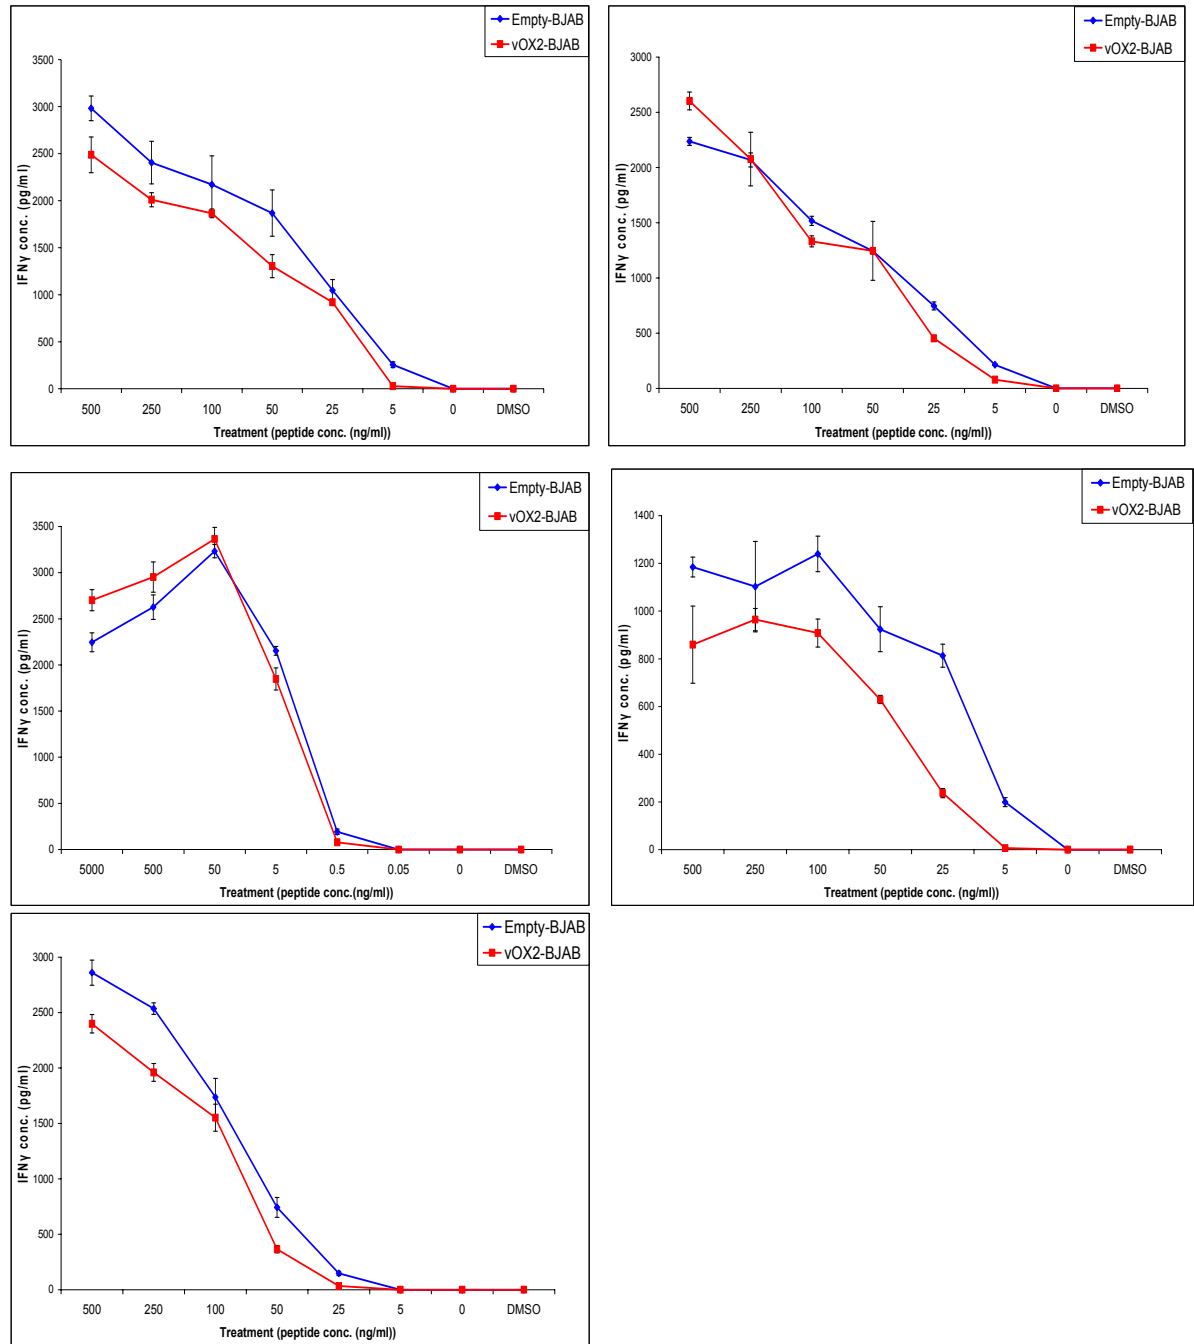 Empty-BJAB
vOX2-BJAB
IFNγ conc. (pg/ml)
3500
3000
2500
2000
1500
1000
500
0
500 250 100 50 25 5 0 DMSO
Treatment (peptide conc. (ng/ml))
Empty-BJAB
vOX2-BJAB
IFNγ conc. (pg/ml)
3000
2500
2000
1500
1000
500
0
500 250 100 50 25 5 0 DMSO
Treatment (peptide conc. (ng/ml))
Empty-BJAB
vOX2-BJAB
IFNγ conc. (pg/ml)
3500
3000
2500
2000
1500
1000
500
0
5000 500 50 5 0.5 0.05 0 DMSO
Treatment (peptide conc.(ng/ml))
Empty-BJAB
vOX2-BJAB
IFNγ conc. (pg/ml)
1400
1200
1000
800
600
400
200
0
500 250 100 50 25 5 0 DMSO
Treatment (peptide conc. (ng/ml))
Empty-BJAB
vOX2-BJAB
IFNγ conc. (pg/ml)
3000
2500
2000
1500
1000
500
0
500 250 100 50 25 5 0 DMSO
Treatment (peptide conc. (ng/ml))